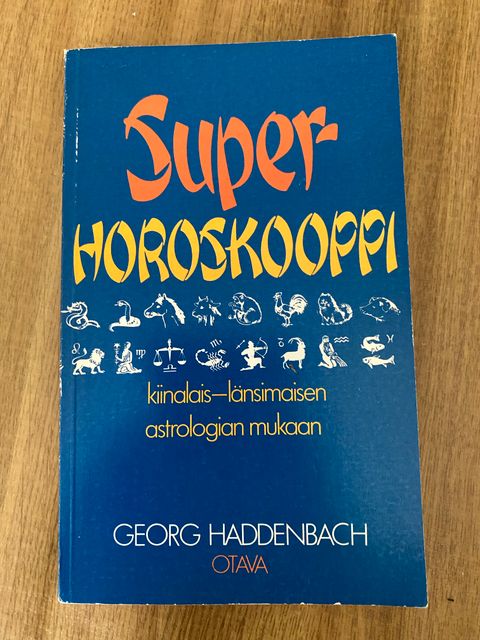 Super-
HOROSKOOPPI
kiinalais–länsimaisen
astrologian mukaan
GEORG HADDENBACH
OTAVA